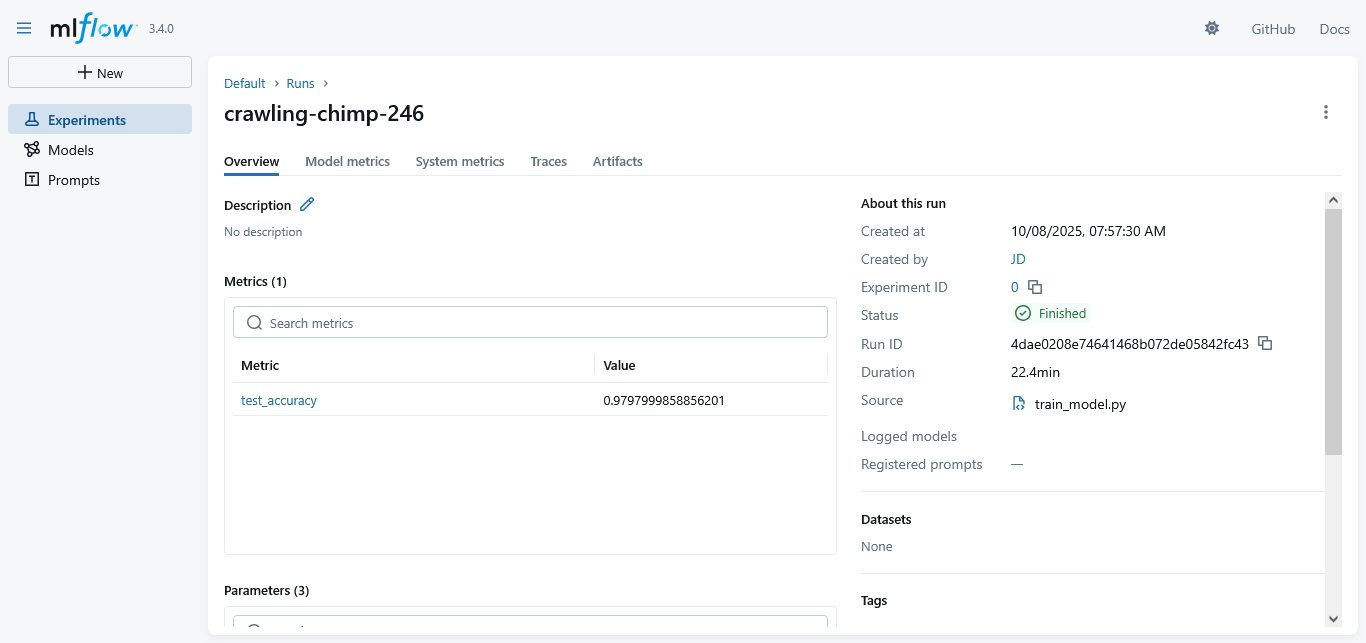 mlflow 3.4.0 GitHub Docs
New
Experiments
Models
Prompts
Default > Runs >
crawling-chimp-246
Overview Model metrics System metrics Traces Artifacts
Description
No description
Metrics (1)
Search metrics
Metric Value
test_accuracy 0.9797999858856201
Parameters (3)
About this run
Created at 10/08/2025, 07:57:30 AM
Created by JD
Experiment ID 0
Status Finished
Run ID 4dae0208e74641468b072de05842fc43
Duration 22.4min
Source train_model.py
Logged models
Registered prompts —
Datasets
None
Tags